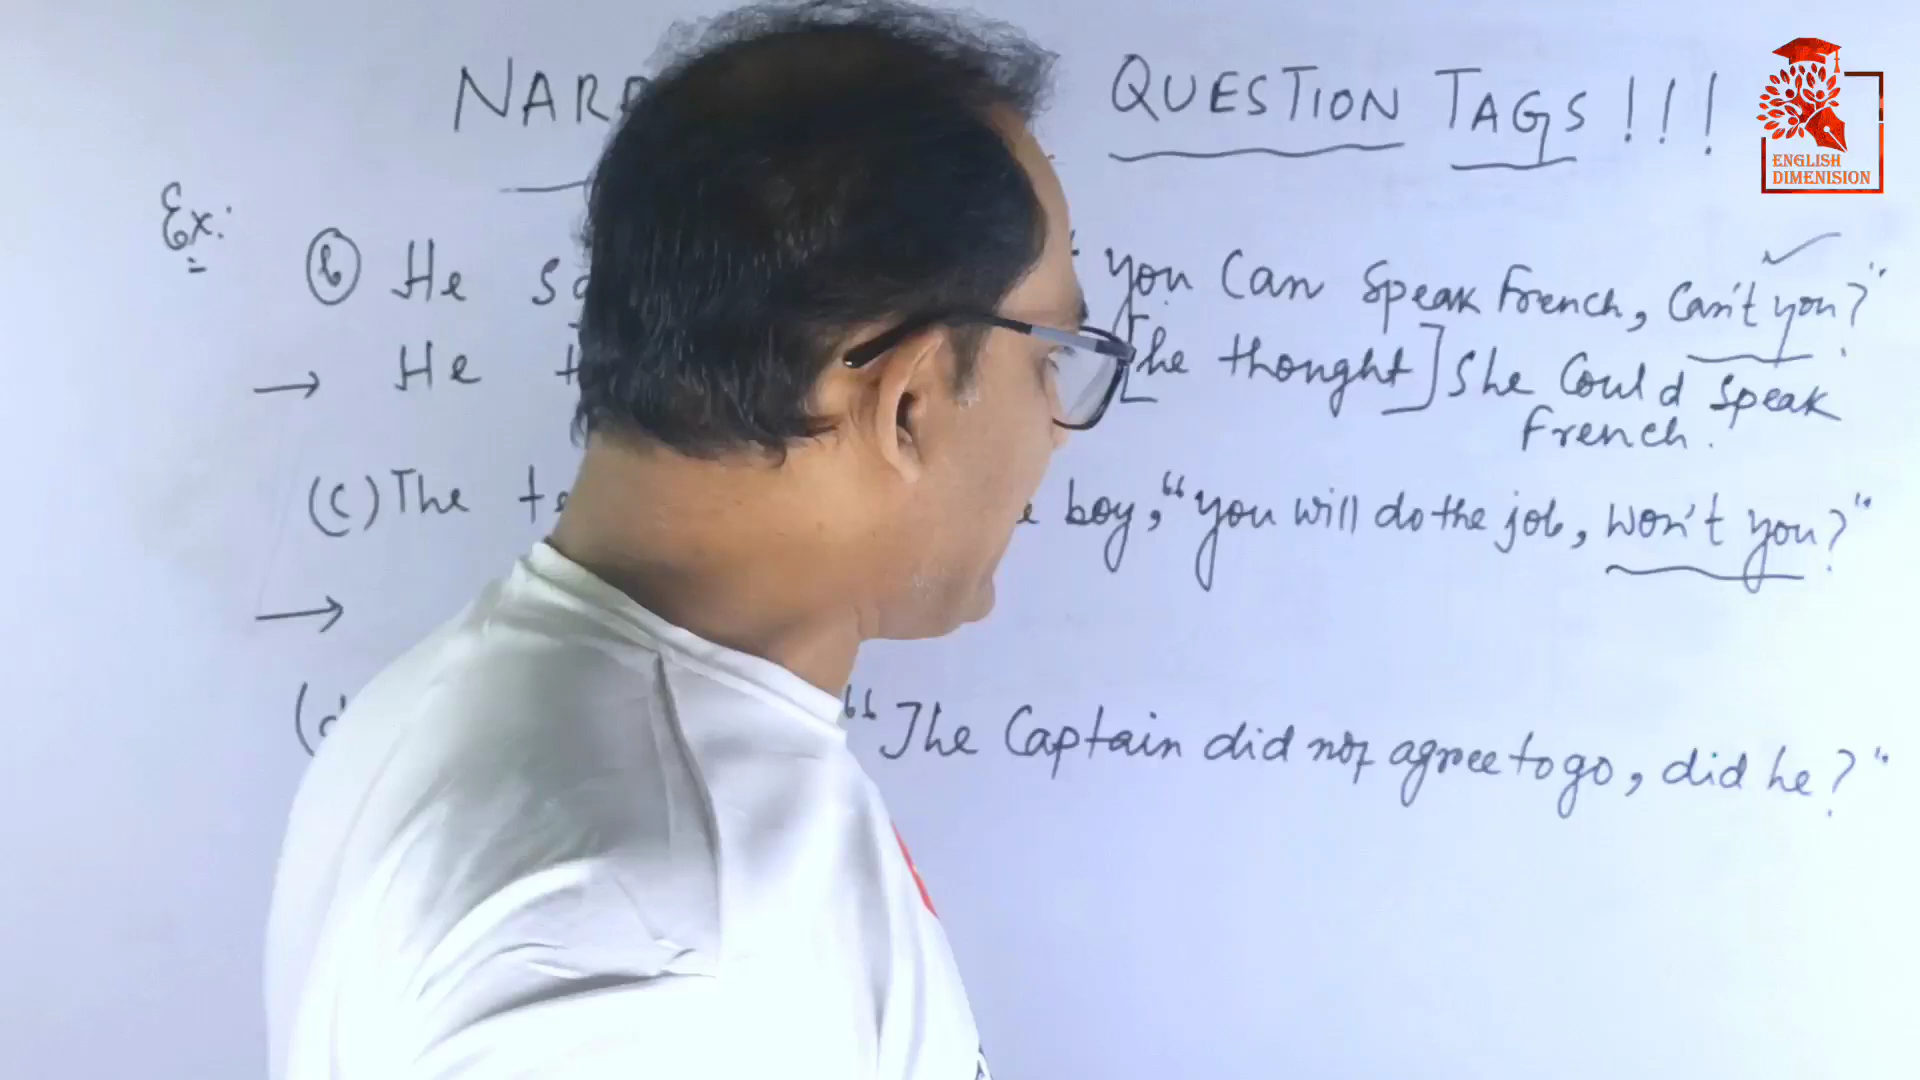 QUESTION TAGS!!!
ENGLISH
DIMENISION
Ex:
(b) He you Can Speak French, Can't you?"
→ He [he thought] She Could Speak
French.
(c) The boy, "you will do the job, won't you?"
→
"The Captain did not agree to go, did he?"